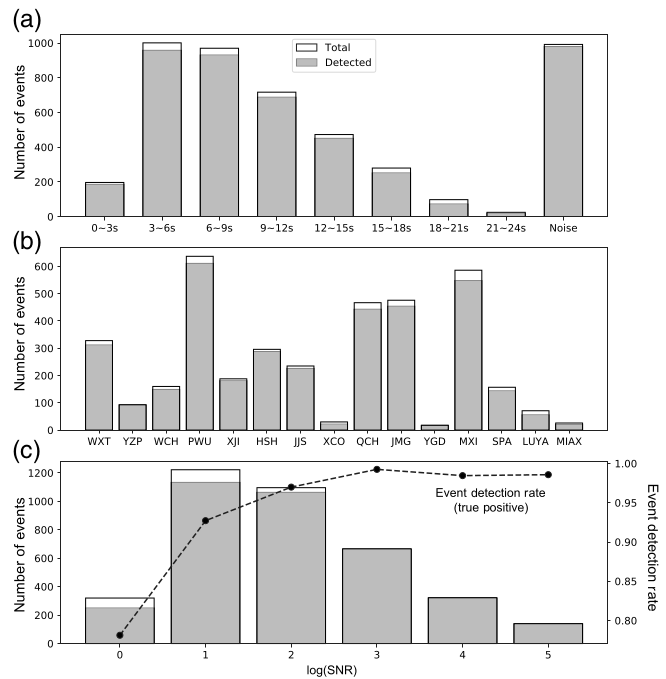 (a)
Number of events
1000
800
600
400
200
0
Total
Detected
0~3s 3~6s 6~9s 9~12s 12~15s 15~18s 18~21s 21~24s Noise
(b)
Number of events
600
500
400
300
200
100
0
WXT YZP WCH PWU XJI HSH JJS XCO QCH JMG YGD MXI SPA LUYA MIAX
(c)
Number of events
1200
1000
800
600
400
200
0
Event detection rate
(true positive)
1.00
0.95
0.90
0.85
0.80
Event detection rate
0 1 2 3 4 5
log(SNR)